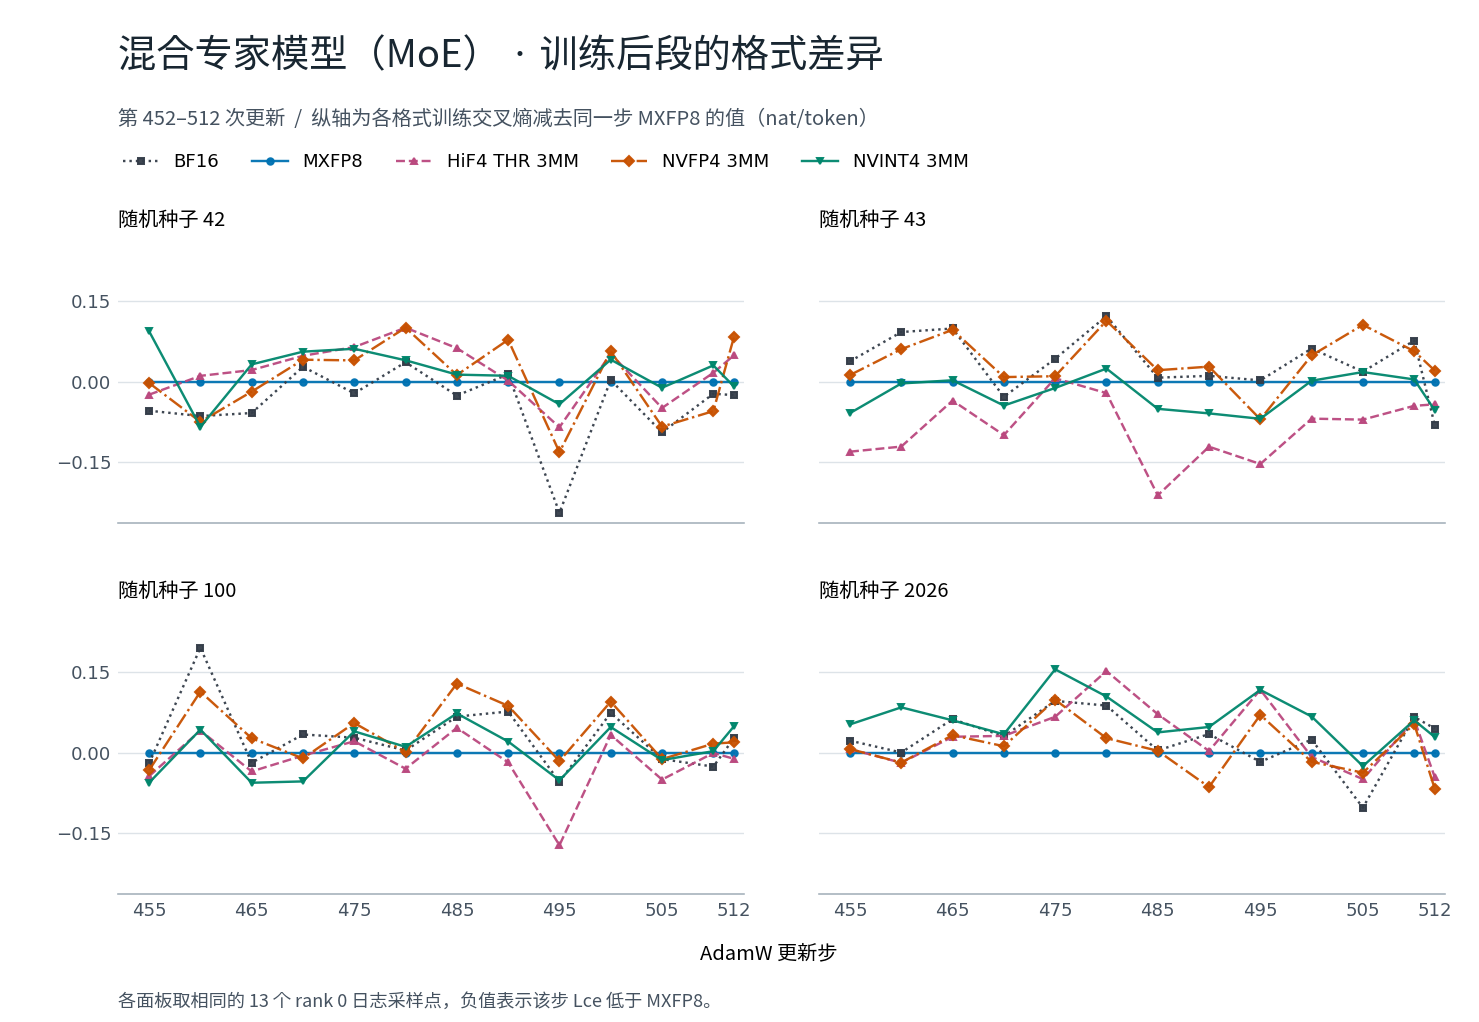 混合专家模型（MoE） · 训练后段的格式差异
第 452–512 次更新 / 纵轴为各格式训练交叉熵减去同一步 MXFP8 的值（nat/token）
BF16 MXFP8 HiF4 THR 3MM NVFP4 3MM NVINT4 3MM
随机种子 42
0.15
0.00
−0.15
随机种子 43
随机种子 100
0.15
0.00
−0.15
455 465 475 485 495 505 512
随机种子 2026
455 465 475 485 495 505 512
AdamW 更新步
各面板取相同的 13 个 rank 0 日志采样点，负值表示该步 Lce 低于 MXFP8。